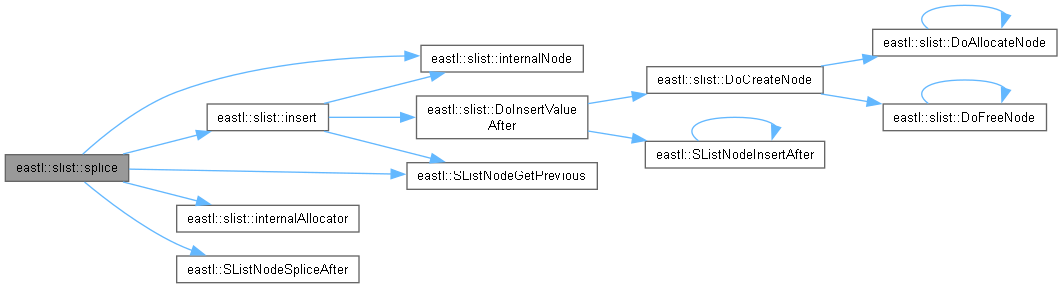 eastl::slist::splice
eastl::slist::internalNode
eastl::slist::insert
eastl::slist::DoInsertValue
After
eastl::slist::DoCreateNode
eastl::slist::DoAllocateNode
eastl::slist::DoFreeNode
eastl::SListNodeInsertAfter
eastl::SListNodeGetPrevious
eastl::slist::internalAllocator
eastl::SListNodeSpliceAfter